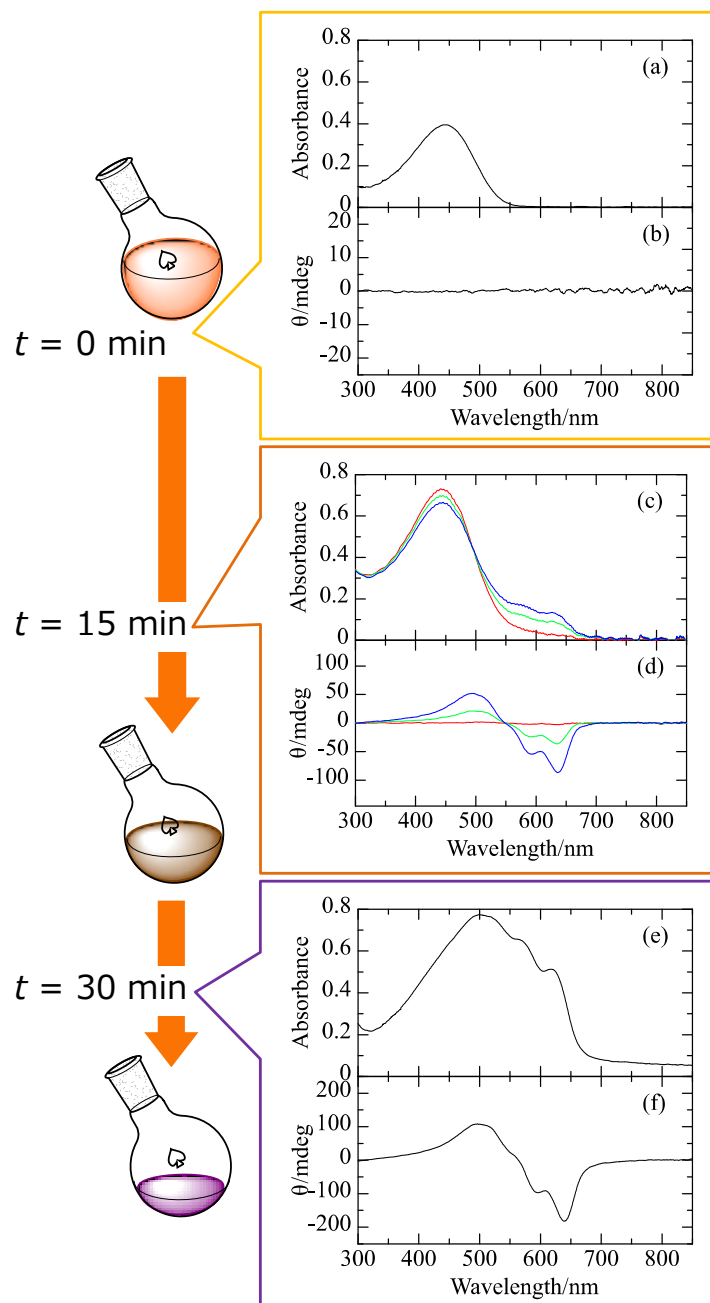 (a)
Absorbance
0.8
0.6
0.4
0.2
0
(b)
θ/mdeg
20
10
0
-10
-20
300 400 500 600 700 800
Wavelength/nm
t = 0 min
(c)
Absorbance
0.8
0.6
0.4
0.2
0
(d)
θ/mdeg
100
50
0
-50
-100
300 400 500 600 700 800
Wavelength/nm
t = 15 min
(e)
Absorbance
0.8
0.6
0.4
0.2
0
(f)
θ/mdeg
200
100
0
-100
-200
300 400 500 600 700 800
Wavelength/nm
t = 30 min